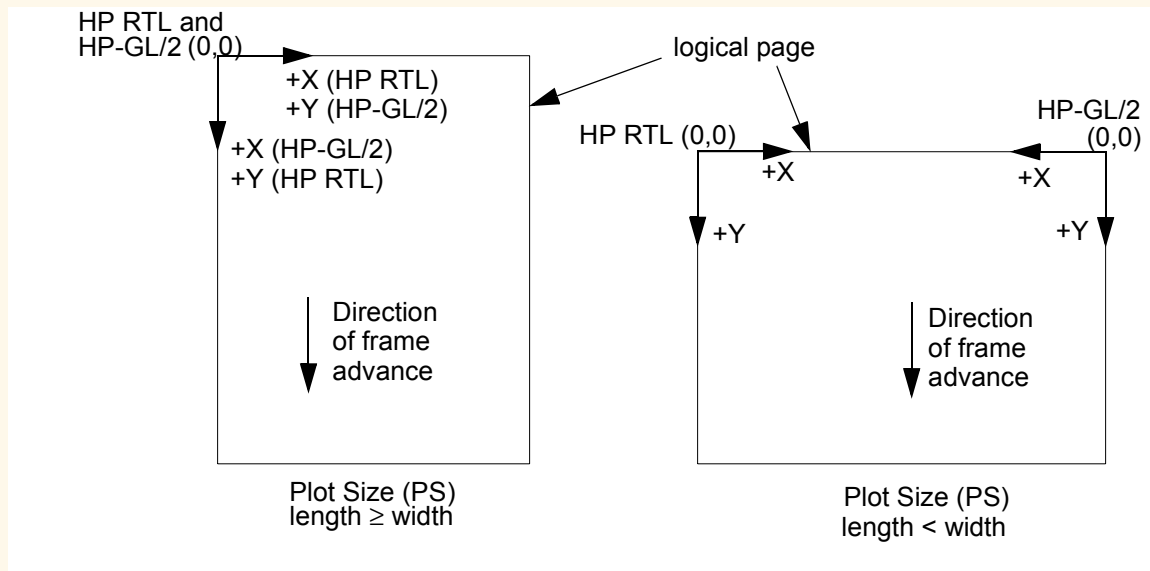 HP RTL and
HP-GL/2 (0,0)
+X (HP RTL)
+Y (HP-GL/2)
+X (HP-GL/2)
+Y (HP RTL)
Direction
of frame
advance
Plot Size (PS)
length ≥ width
logical page
HP RTL (0,0)
HP-GL/2
(0,0)
+X
+X
+Y
+Y
Direction
of frame
advance
Plot Size (PS)
length < width